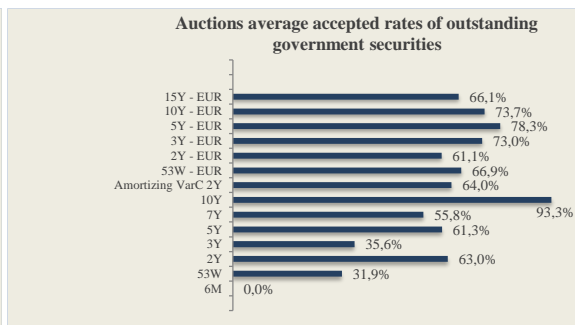 Auctions average accepted rates of outstanding
government securities
15Y - EUR 66,1%
10Y - EUR 73,7%
5Y - EUR 78,3%
3Y - EUR 73,0%
2Y - EUR 61,1%
53W - EUR 66,9%
Amortizing VarC 2Y 64,0%
10Y 93,3%
7Y 55,8%
5Y 61,3%
3Y 35,6%
2Y 63,0%
53W 31,9%
6M 0,0%